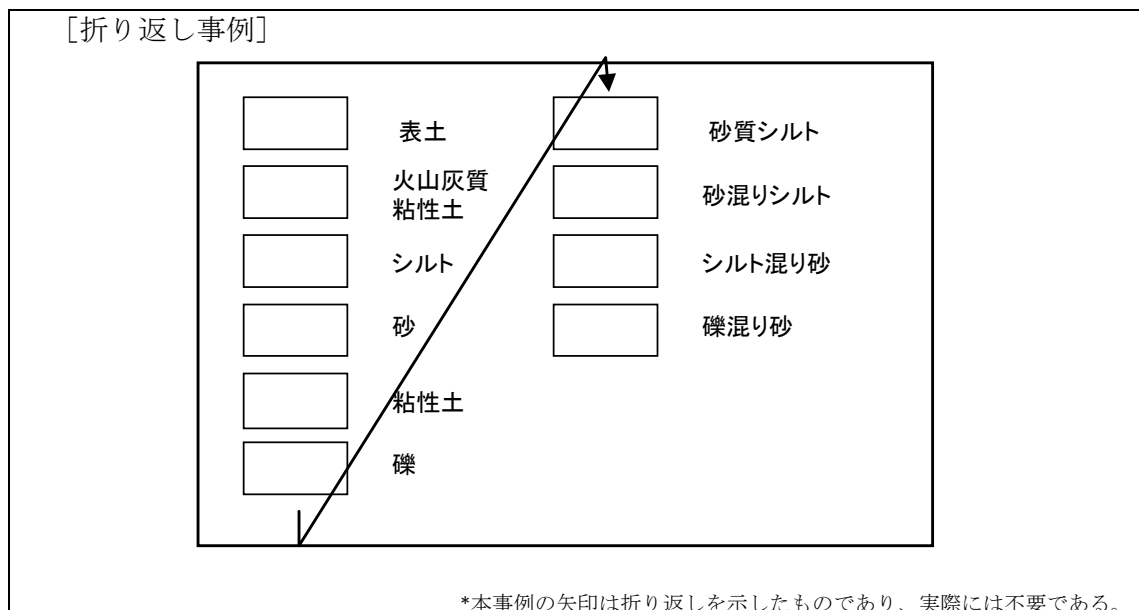 [折り返し事例]
表土
火山灰質
粘性土
シルト
砂
粘性土
礫
砂質シルト
砂混りシルト
シルト混り砂
礫混り砂
*本事例の矢印は折り返しを示したものであり、実際には不要である。